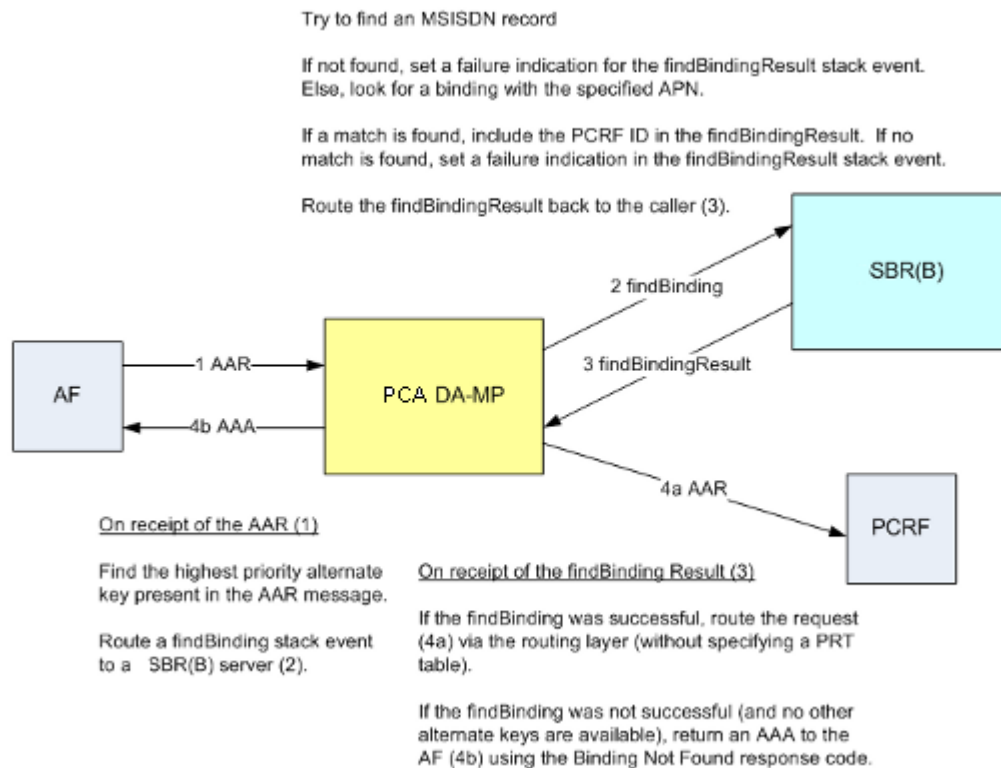 Try to find an MSISDN record
If not found, set a failure indication for the findBindingResult stack event.
Else, look for a binding with the specified APN.
If a match is found, include the PCRF ID in the findBindingResult. If no
match is found, set a failure indication in the findBindingResult stack event.
Route the findBindingResult back to the caller (3).
SBR(B)
2 findBinding
3 findBindingResult
1 AAR
AF
PCA DA-MP
4b AAA
4a AAR
PCRF
On receipt of the AAR (1)
Find the highest priority alternate
key present in the AAR message.
Route a findBinding stack event
to a SBR(B) server (2).
On receipt of the findBinding Result (3)
If the findBinding was successful, route the request
(4a) via the routing layer (without specifying a PRT
table).
If the findBinding was not successful (and no other
alternate keys are available), return an AAA to the
AF (4b) using the Binding Not Found response code.